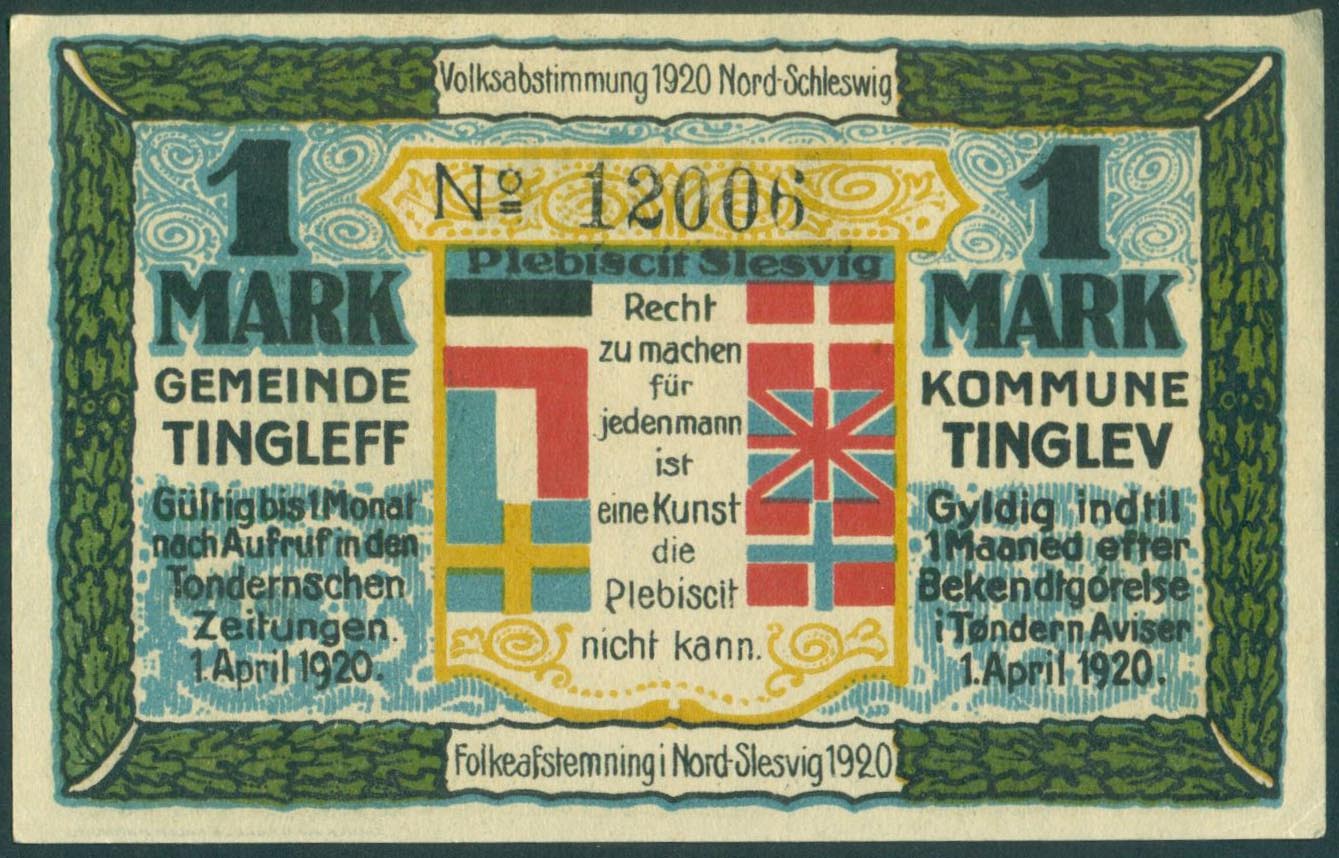 Volksabstimmung 1920 Nord-Schleswig
Nº 12006
1
MARK
GEMEINDE
TINGLEFF
Gültig bis 1. Monat
nach Aufruf in den
Tondernschen
Zeitungen.
1. April 1920.
Plebiscit Slesvig
Recht
zu machen
für
jedenmann
ist
eine Kunst
die
Plebiscit
nicht kann.
1
MARK
KOMMUNE
TINGLEV
Gyldig indtil
1 Maaned efter
Bekendtgórelse
i Tøndern Aviser
1. April 1920.
Folkeafstemning i Nord-Slesvig 1920